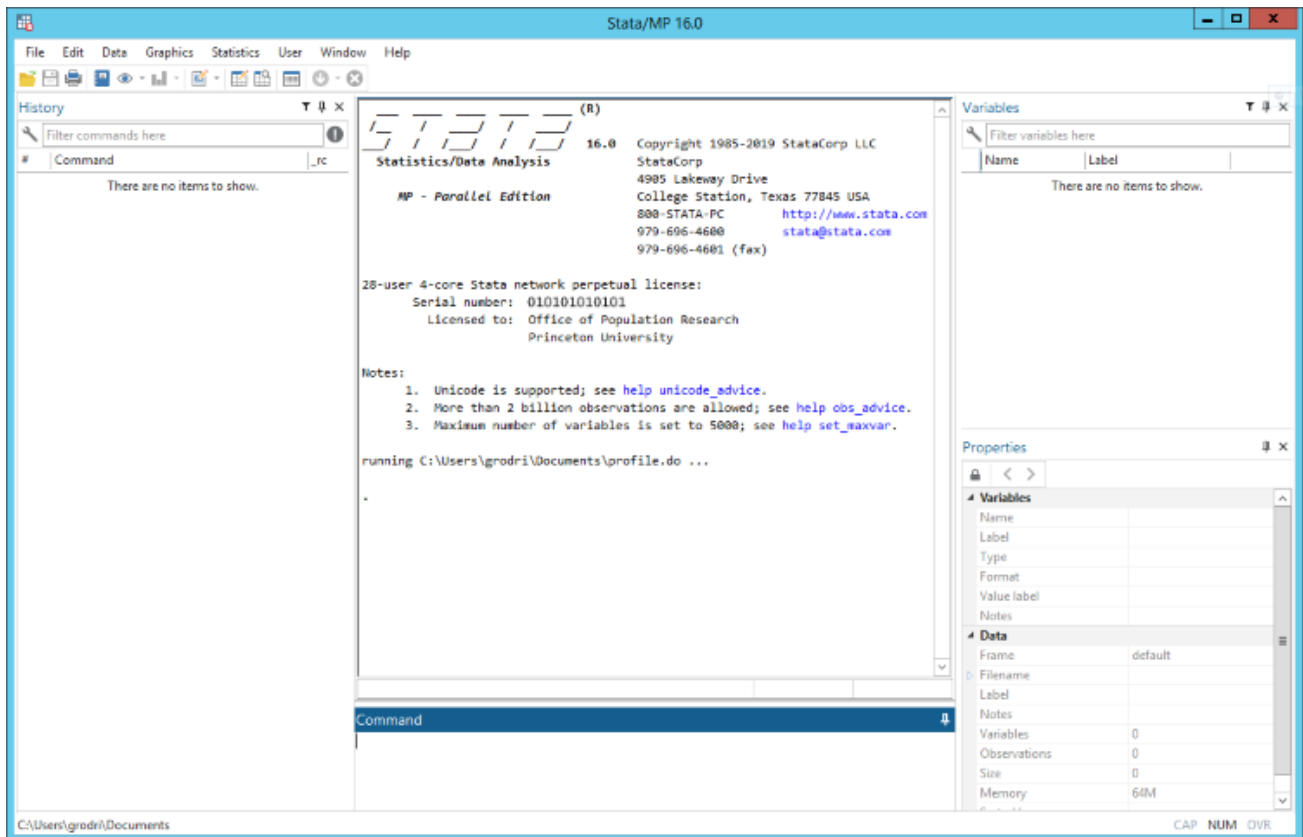 Stata/MP 16.0
File Edit Data Graphics Statistics User Window Help
History
Filter commands here
# Command _rc
There are no items to show.
(R)
16.0 Copyright 1985-2019 StataCorp LLC
Statistics/Data Analysis StataCorp
4905 Lakeway Drive
MP - Parallel Edition College Station, Texas 77845 USA
800-STATA-PC http://www.stata.com
979-696-4600 stata@stata.com
979-696-4601 (fax)
28-user 4-core Stata network perpetual license:
Serial number: 010101010101
Licensed to: Office of Population Research
Princeton University
Notes:
1. Unicode is supported; see help unicode_advice.
2. More than 2 billion observations are allowed; see help obs_advice.
3. Maximum number of variables is set to 5000; see help set_maxvar.
running C:\Users\grodri\Documents\profile.do ...
.
Command
Variables
Filter variables here
Name Label
There are no items to show.
Properties
Variables
Name
Label
Type
Format
Value label
Notes
Data
Frame default
Filename
Label
Notes
Variables 0
Observations 0
Size 0
Memory 64M
C:\Users\grodri\Documents
CAP NUM OVR